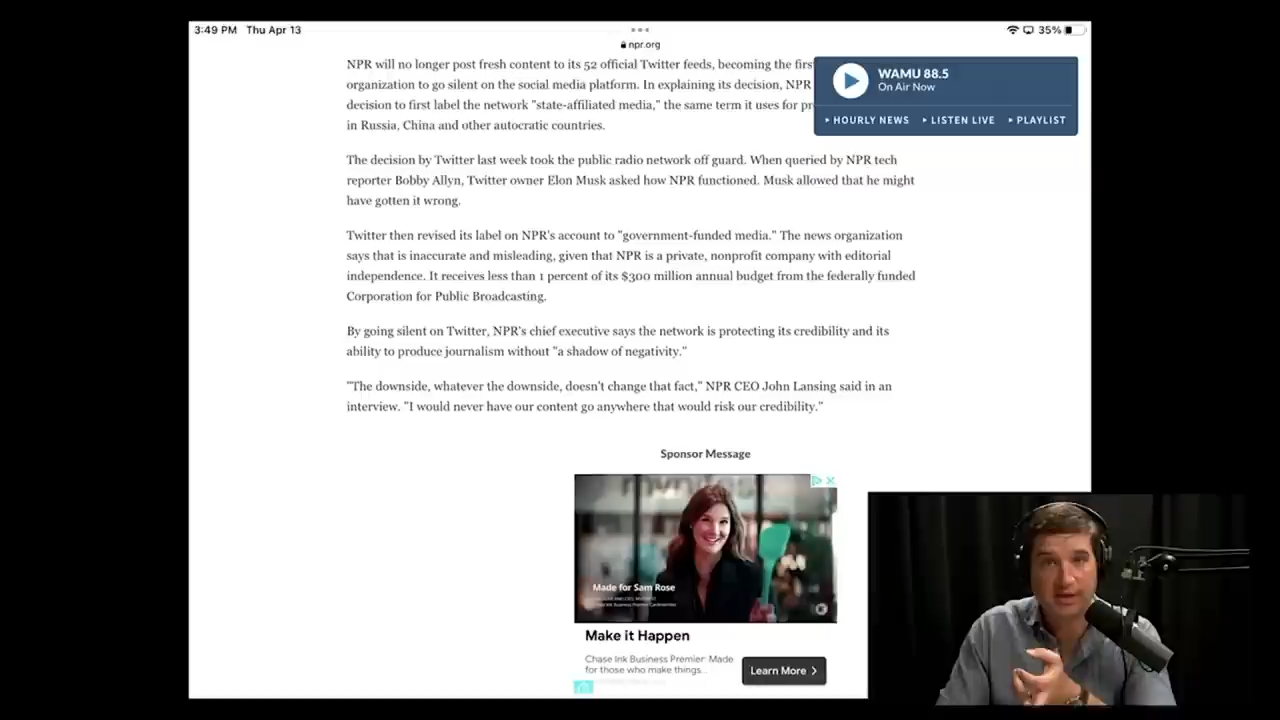 3:49 PM Thu Apr 13
35%
npr.org
NPR will no longer post fresh content to its 52 official Twitter feeds, becoming the firs
organization to go silent on the social media platform. In explaining its decision, NPR
decision to first label the network "state-affiliated media," the same term it uses for pr
in Russia, China and other autocratic countries.
WAMU 88.5
On Air Now
HOURLY NEWS LISTEN LIVE PLAYLIST
The decision by Twitter last week took the public radio network off guard. When queried by NPR tech
reporter Bobby Allyn, Twitter owner Elon Musk asked how NPR functioned. Musk allowed that he might
have gotten it wrong.
Twitter then revised its label on NPR's account to "government-funded media." The news organization
says that is inaccurate and misleading, given that NPR is a private, nonprofit company with editorial
independence. It receives less than 1 percent of its $300 million annual budget from the federally funded
Corporation for Public Broadcasting.
By going silent on Twitter, NPR's chief executive says the network is protecting its credibility and its
ability to produce journalism without "a shadow of negativity."
"The downside, whatever the downside, doesn't change that fact," NPR CEO John Lansing said in an
interview. "I would never have our content go anywhere that would risk our credibility."
Sponsor Message
Made for Sam Rose
Make it Happen
Chase Ink Business Premier: Made
for those who make things...
Learn More